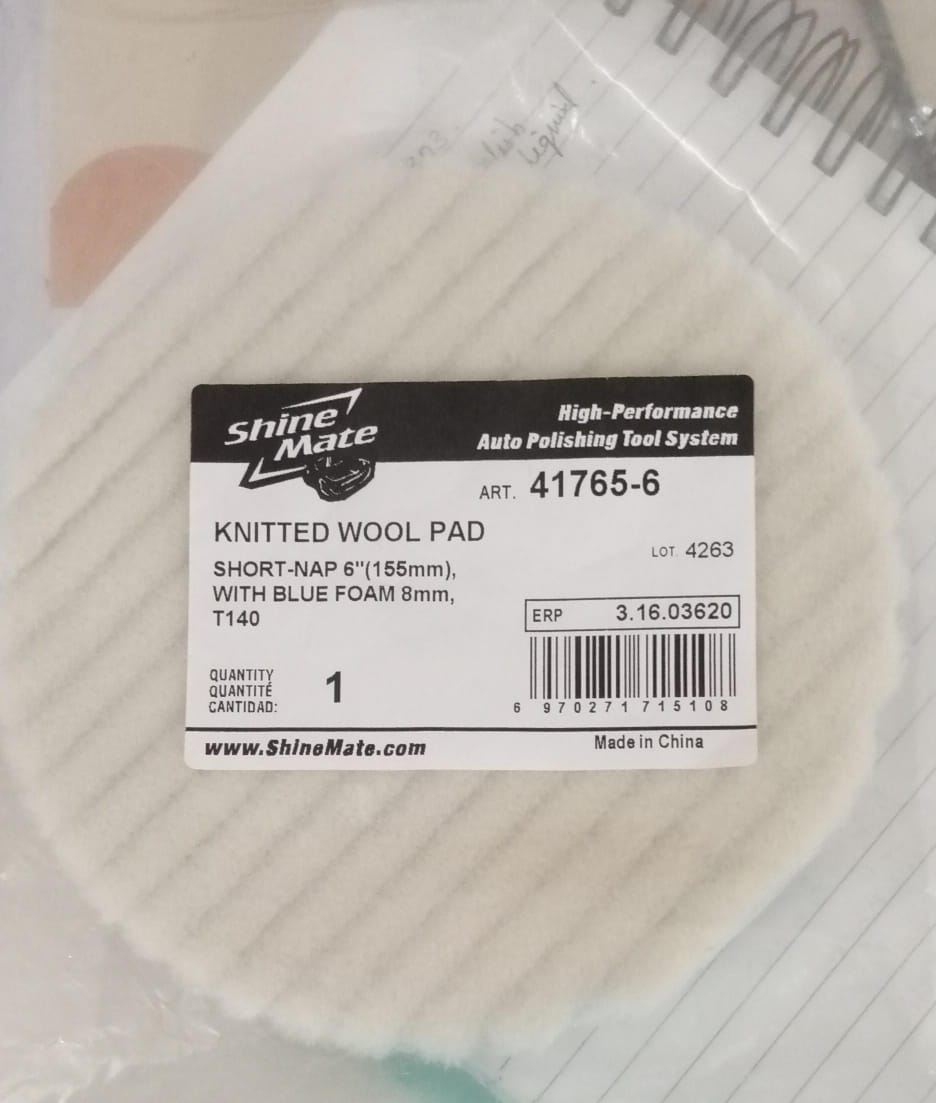 liquid
Shine
Mate
High-Performance
Auto Polishing Tool System
ART. 41765-6
KNITTED WOOL PAD
LOT. 4263
SHORT-NAP 6"(155mm),
WITH BLUE FOAM 8mm,
T140
ERP 3.16.03620
QUANTITY
QUANTITÉ
CANTIDAD:
1
6 970271 715108
www.ShineMate.com
Made in China